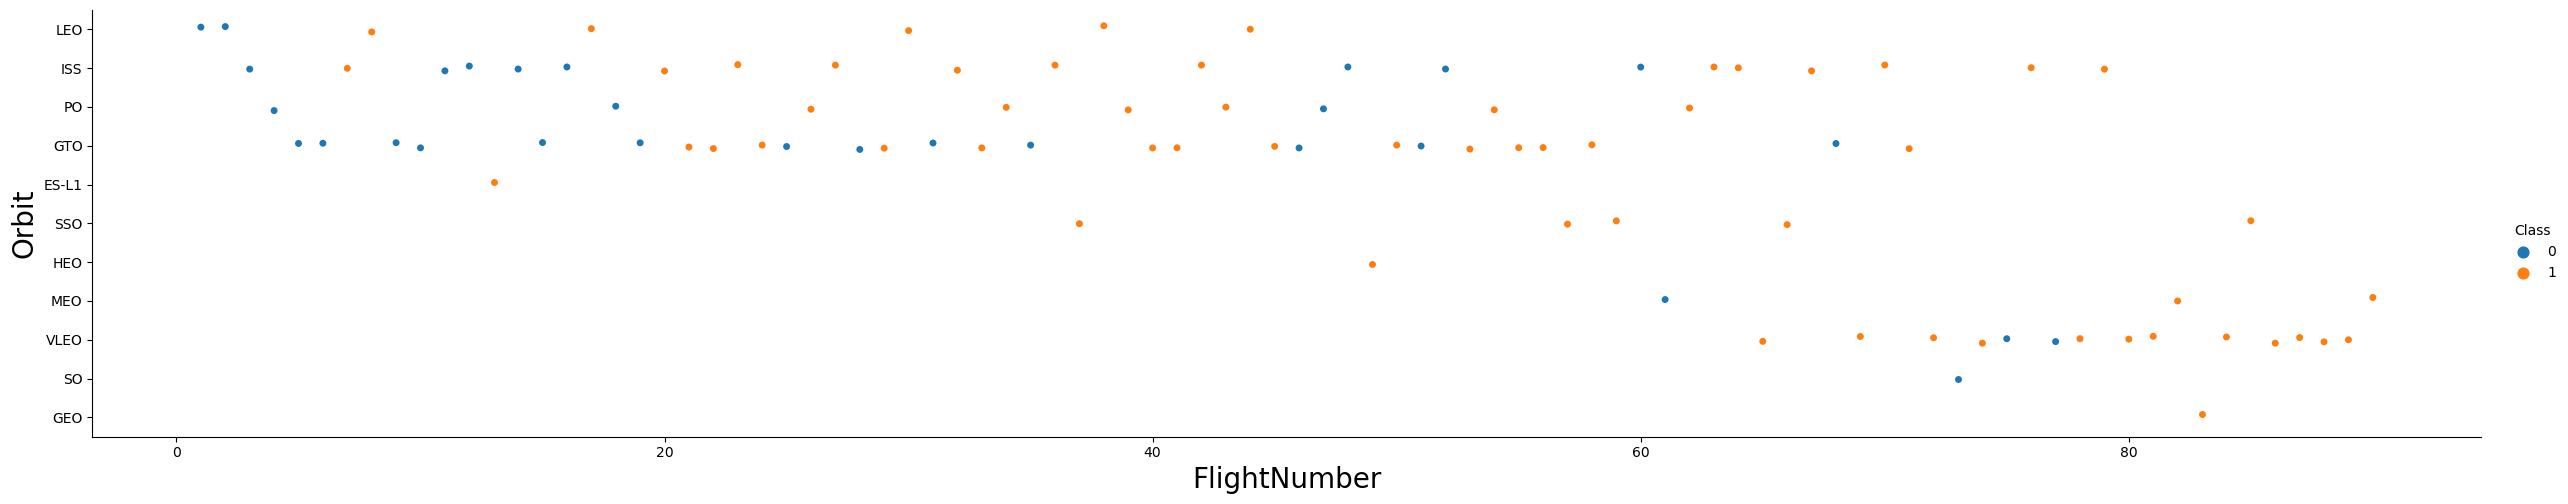 Orbit
LEO
ISS
PO
GTO
ES-L1
SSO
HEO
MEO
VLEO
SO
GEO
0 20 40 60 80
FlightNumber
Class
0
1